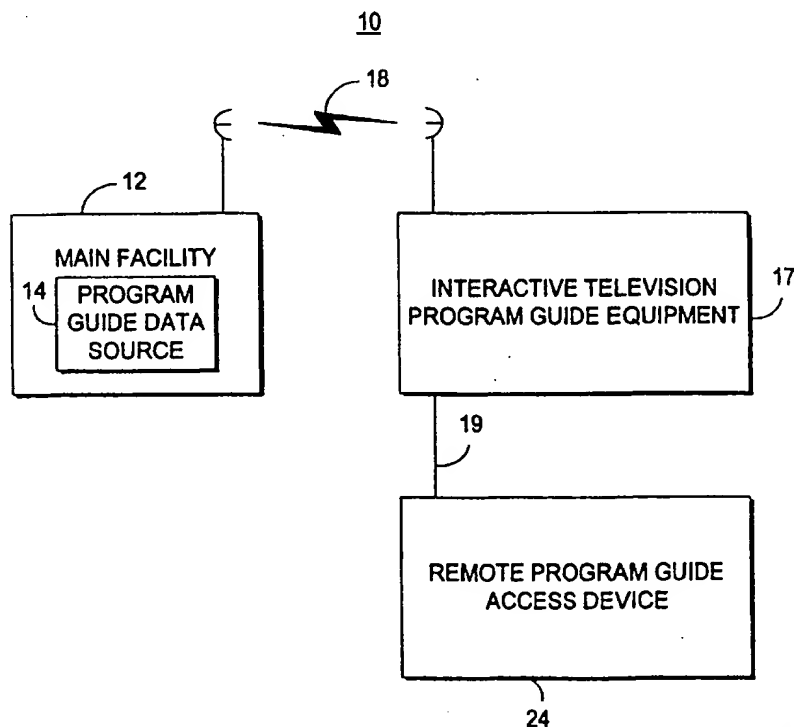 10
18
12
MAIN FACILITY
14
PROGRAM
GUIDE DATA
SOURCE
INTERACTIVE TELEVISION
PROGRAM GUIDE EQUIPMENT
17
19
REMOTE PROGRAM GUIDE
ACCESS DEVICE
24